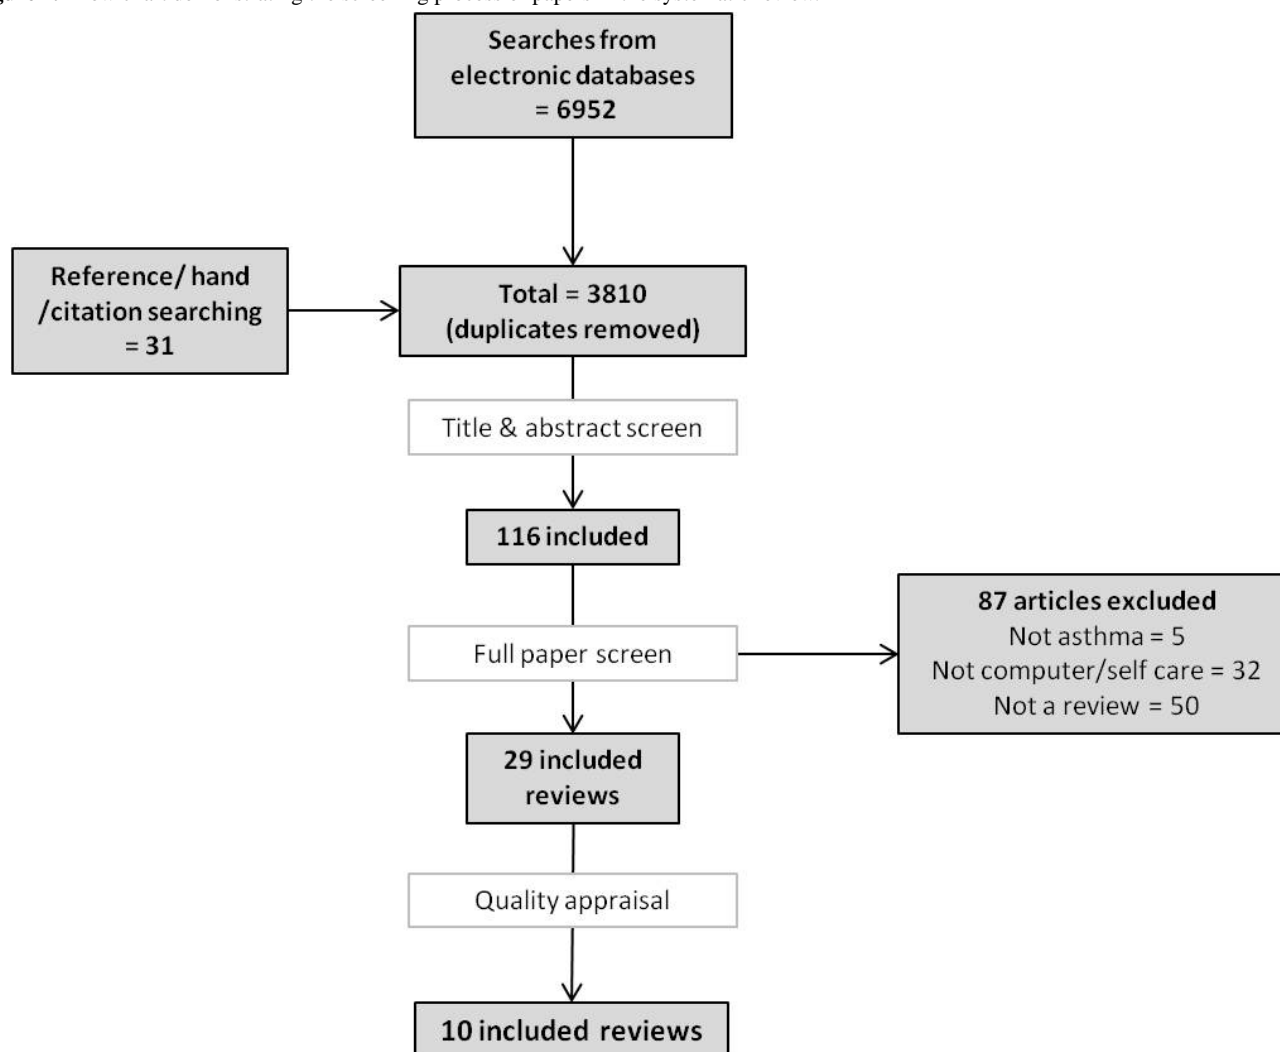 Searches from
electronic databases
= 6952
Reference/ hand
/citation searching
= 31
Total = 3810
(duplicates removed)
Title & abstract screen
116 included
87 articles excluded
Not asthma = 5
Not computer/self care = 32
Not a review = 50
Full paper screen
29 included
reviews
Quality appraisal
10 included reviews